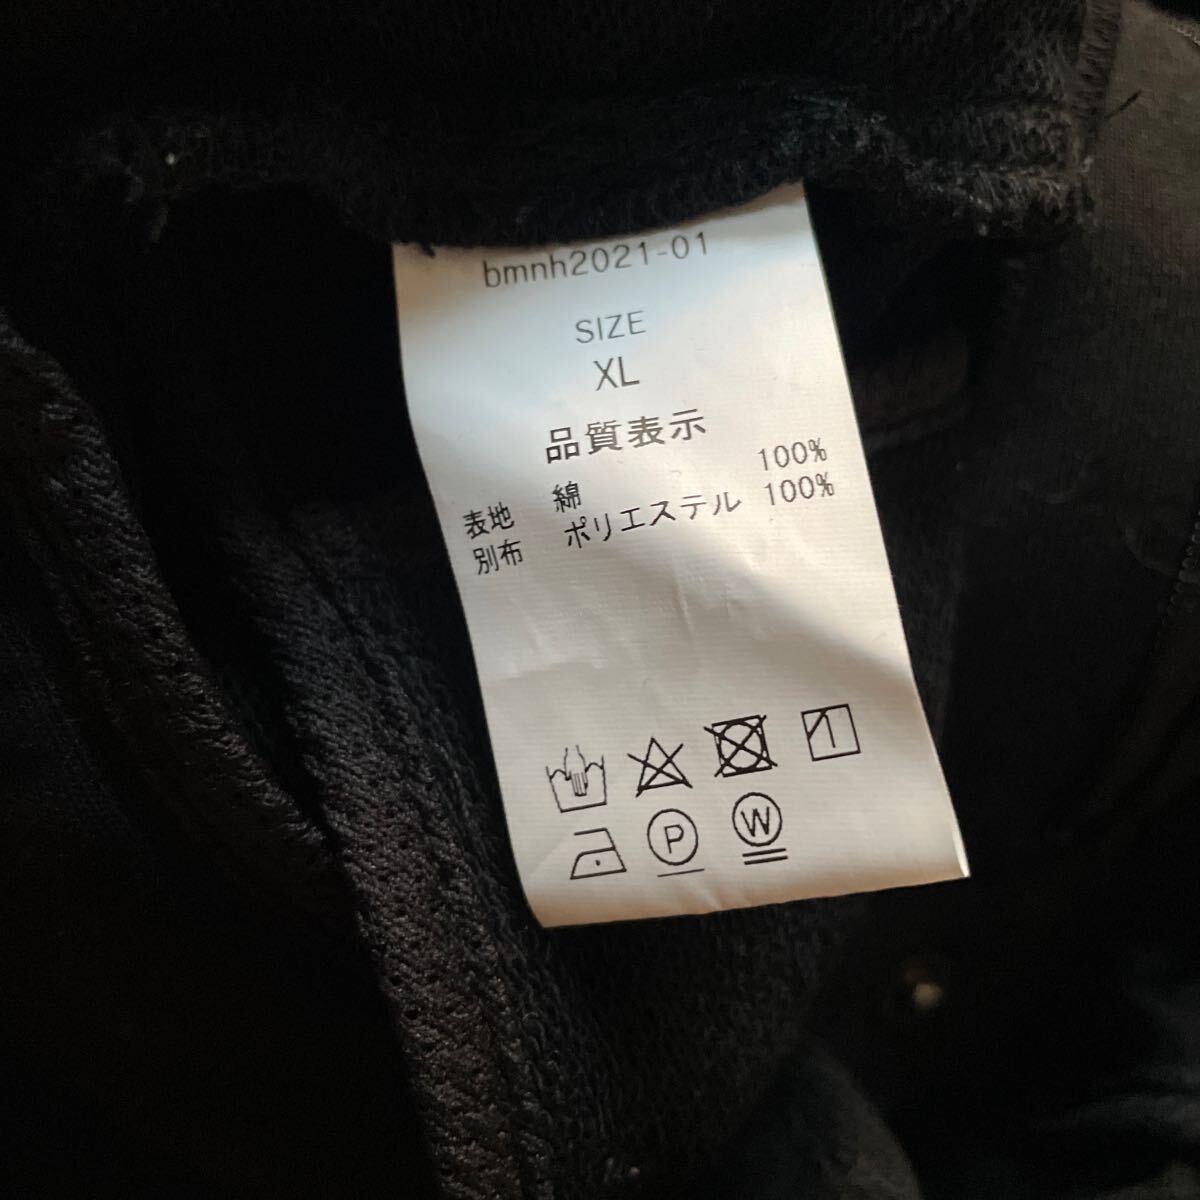 bmnh2021-01
SIZE
XL
品質表示
表地 綿 100%
別布 ポリエステル 100%
P
W